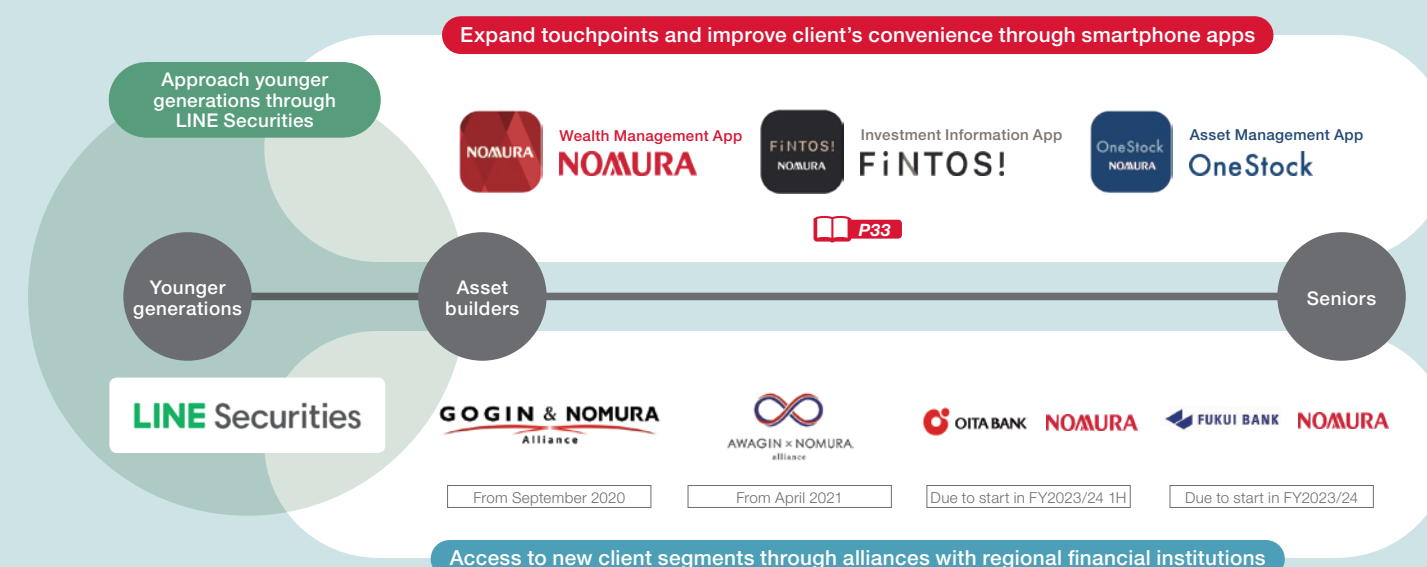 Expand touchpoints and improve client's convenience through smartphone apps
Approach younger
generations through
LINE Securities
NOMURA
Wealth Management App
NOMURA
FiNTOS!
NOMURA
Investment Information App
FiNTOS!
OneStock
NOMURA
Asset Management App
OneStock
P33
Younger
generations
Asset
builders
Seniors
LINE Securities
GOGIN & NOMURA
Alliance
AWAGIN × NOMURA
alliance
OITA BANK NOMURA
FUKUI BANK NOMURA
From September 2020
From April 2021
Due to start in FY2023/24 1H
Due to start in FY2023/24
Access to new client segments through alliances with regional financial institutions